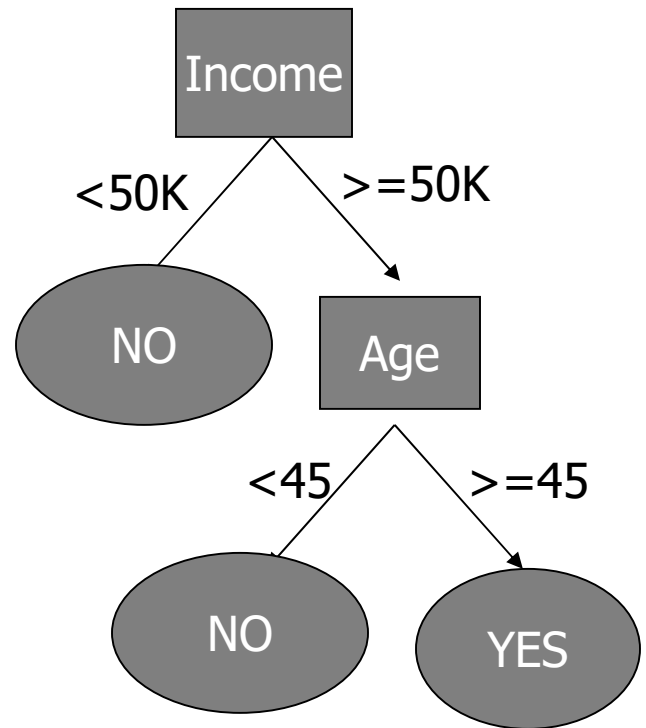 Income
<50K
>=50K
NO
Age
<45
>=45
NO
YES